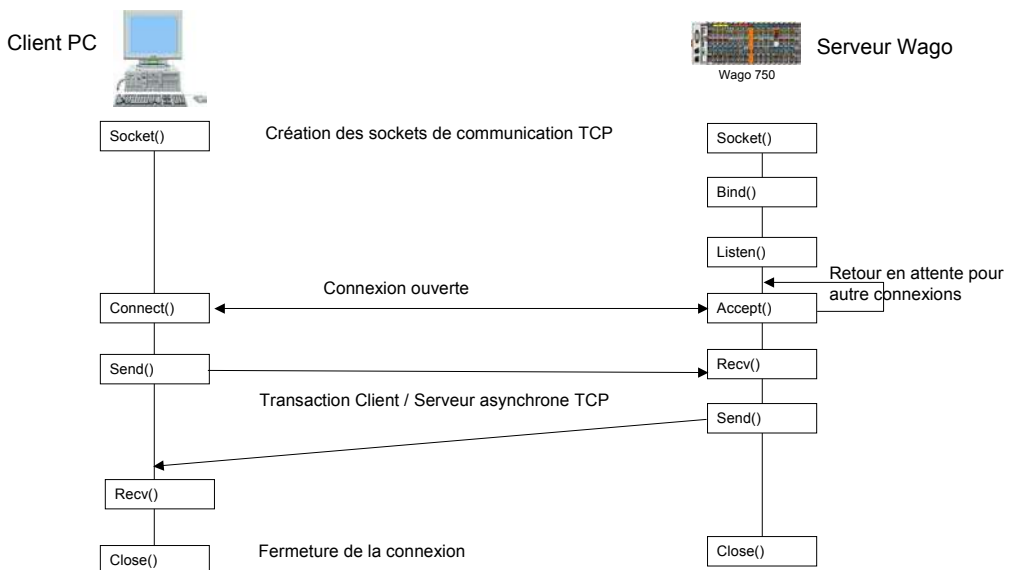 Client PC
Serveur Wago
Wago 750
Socket()
Création des sockets de communication TCP
Socket()
Bind()
Listen()
Retour en attente pour
autre connexions
Connexion ouverte
Connect()
Accept()
Send()
Recv()
Transaction Client / Serveur asynchrone TCP
Send()
Recv()
Close()
Fermeture de la connexion
Close()